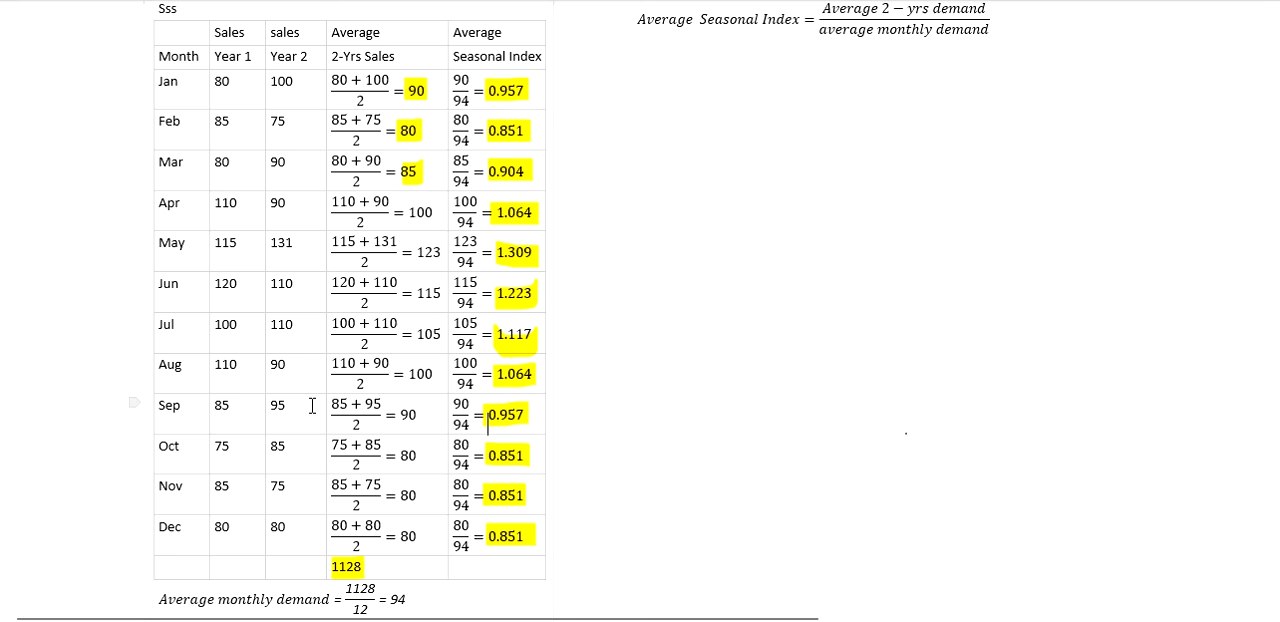 Sss
Average Seasonal Index = Average 2 − yrs demand / average monthly demand
Sales sales Average Average
Month Year 1 Year 2 2-Yrs Sales Seasonal Index
Jan 80 100 80 + 100 / 2 = 90 90 / 94 = 0.957
Feb 85 75 85 + 75 / 2 = 80 80 / 94 = 0.851
Mar 80 90 80 + 90 / 2 = 85 85 / 94 = 0.904
Apr 110 90 110 + 90 / 2 = 100 100 / 94 = 1.064
May 115 131 115 + 131 / 2 = 123 123 / 94 = 1.309
Jun 120 110 120 + 110 / 2 = 115 115 / 94 = 1.223
Jul 100 110 100 + 110 / 2 = 105 105 / 94 = 1.117
Aug 110 90 110 + 90 / 2 = 100 100 / 94 = 1.064
Sep 85 95 85 + 95 / 2 = 90 90 / 94 = 0.957
Oct 75 85 75 + 85 / 2 = 80 80 / 94 = 0.851
Nov 85 75 85 + 75 / 2 = 80 80 / 94 = 0.851
Dec 80 80 80 + 80 / 2 = 80 80 / 94 = 0.851
1128
Average monthly demand = 1128 / 12 = 94